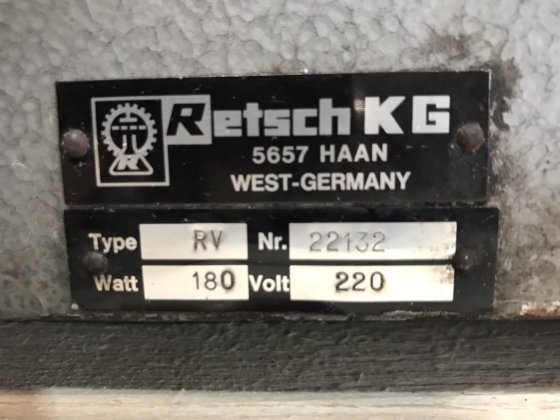 Retsch KG
5657 HAAN
WEST-GERMANY
Type RV Nr. 22132
Watt 180 Volt 220